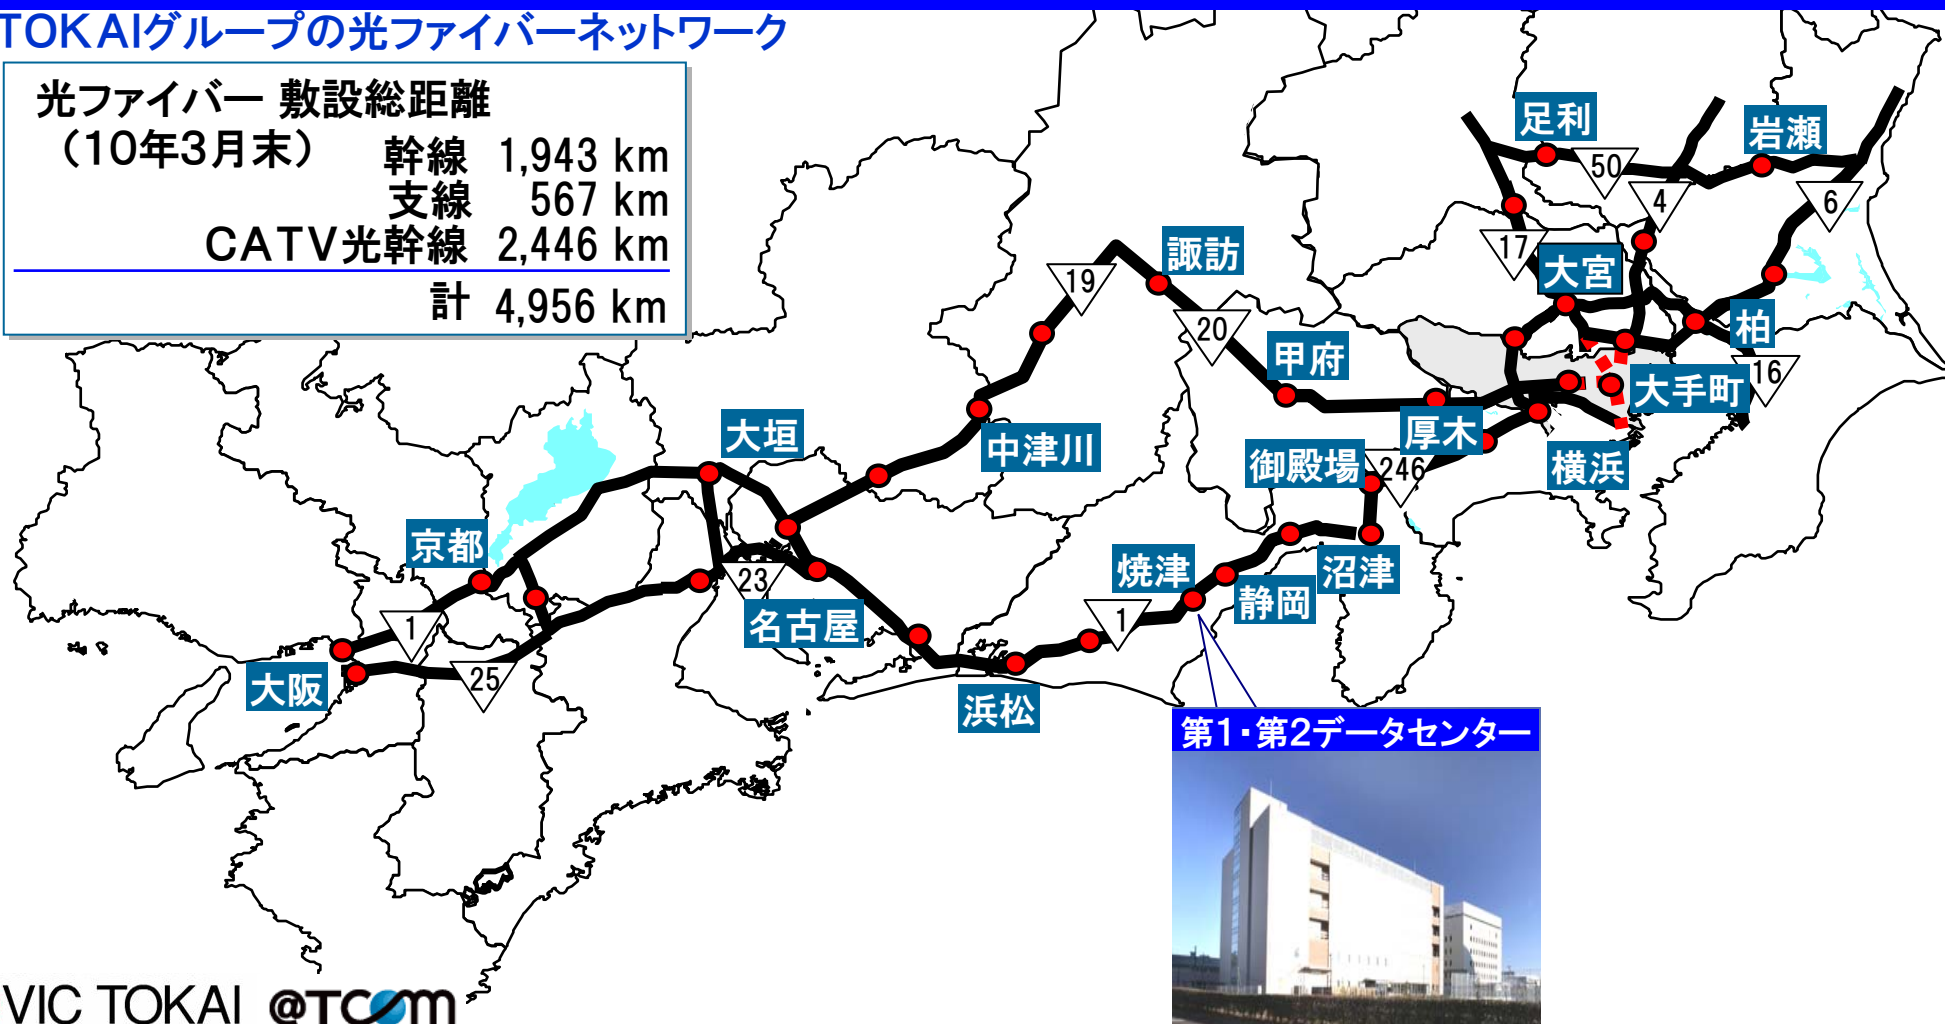 TOKAIグループの光ファイバーネットワーク
光ファイバー 敷設総距離
（10年3月末） 幹線 1,943 km
支線 567 km
CATV光幹線 2,446 km
計 4,956 km
足利
岩瀬
50
4
6
17
大宮
諏訪
19
20
柏
16
甲府
大手町
大垣
中津川
厚木
御殿場
246
横浜
京都
焼津
沼津
23
静岡
名古屋
1
1
大阪
25
浜松
第1・第2データセンター
VIC TOKAI @TCOM